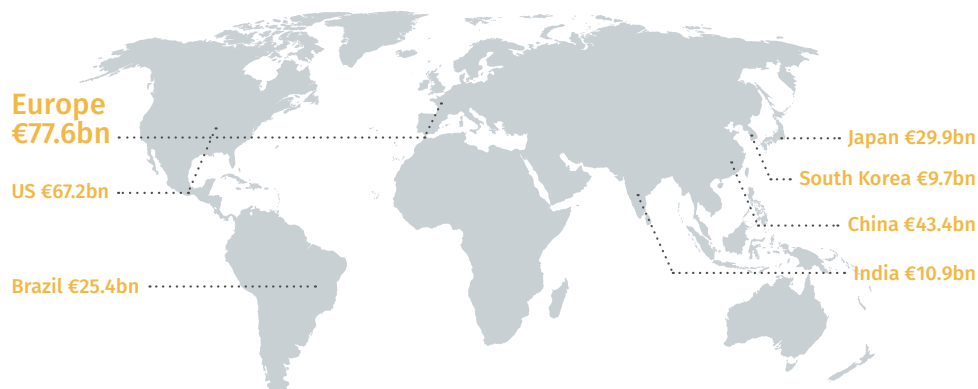 Europe
€77.6bn
US €67.2bn
Brazil €25.4bn
Japan €29.9bn
South Korea €9.7bn
China €43.4bn
India €10.9bn